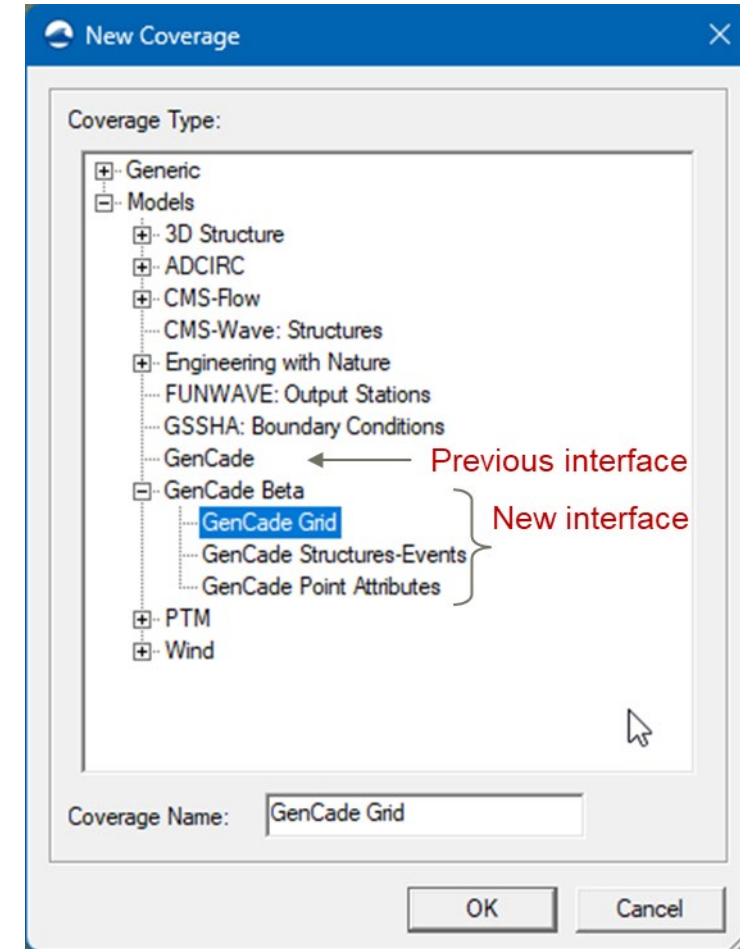 New Coverage
Coverage Type:
Generic
Models
3D Structure
ADCIRC
CMS-Flow
CMS-Wave: Structures
Engineering with Nature
FUNWAVE: Output Stations
GSSHA: Boundary Conditions
GenCade Previous interface
GenCade Beta
GenCade Grid New interface
GenCade Structures-Events
GenCade Point Attributes
PTM
Wind
Coverage Name: GenCade Grid
OK Cancel